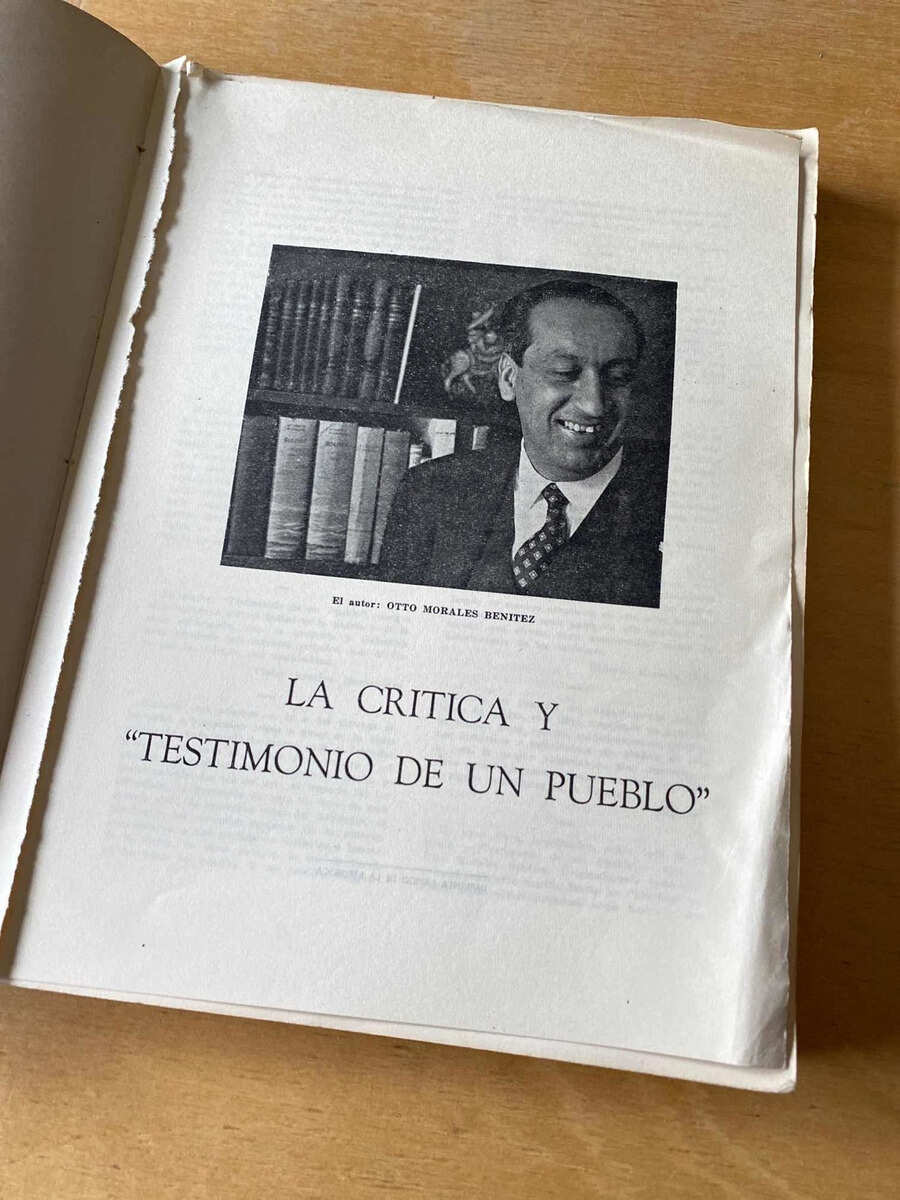 El autor: OTTO MORALES BENITEZ
LA CRITICA Y
"TESTIMONIO DE UN PUEBLO"